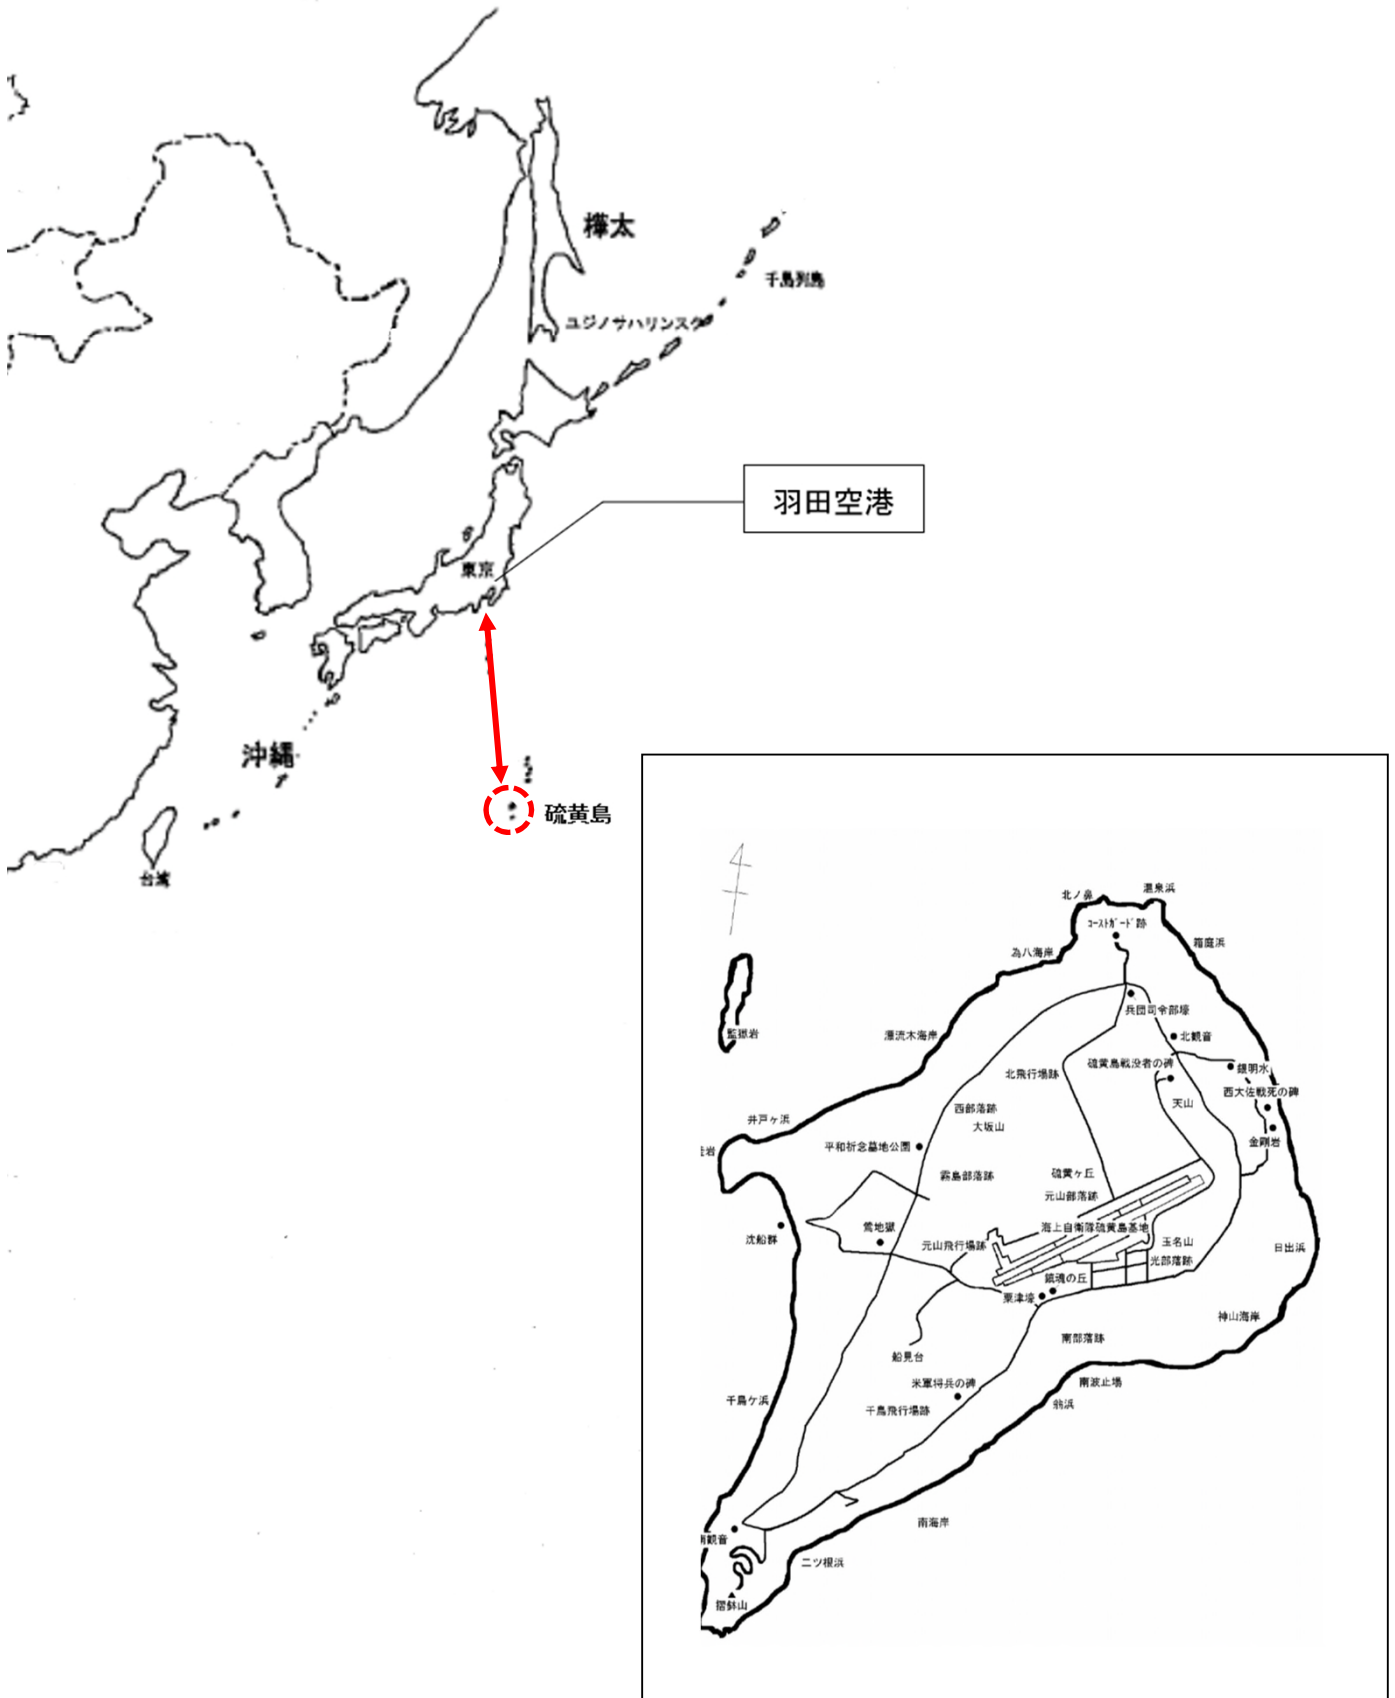 樺太
千島列島
ユジノサハリンスク
羽田空港
東京
沖縄
硫黄島
台湾
北ノ鼻
温泉浜
コーストガード跡
箱庭浜
為八海岸
兵団司令部壕
監獄岩
漂流木海岸
北観音
硫黄島戦没者の碑
銀明水
北飛行場跡
西大佐戦死の碑
天山
西部落跡
井戸ヶ浜
大坂山
金剛岩
平和祈念墓地公園
岩
霧島部落跡
硫黄ヶ丘
元山部落跡
沈船群
鶯地獄
海上自衛隊硫黄島基地
元山飛行場跡
玉名山
日出浜
光部落跡
鎮魂の丘
粟津壕
神山海岸
南部落跡
船見台
米軍将兵の碑
南波止場
千鳥ヶ浜
千鳥飛行場跡
翁浜
南海岸
南観音
二ツ根浜
摺鉢山